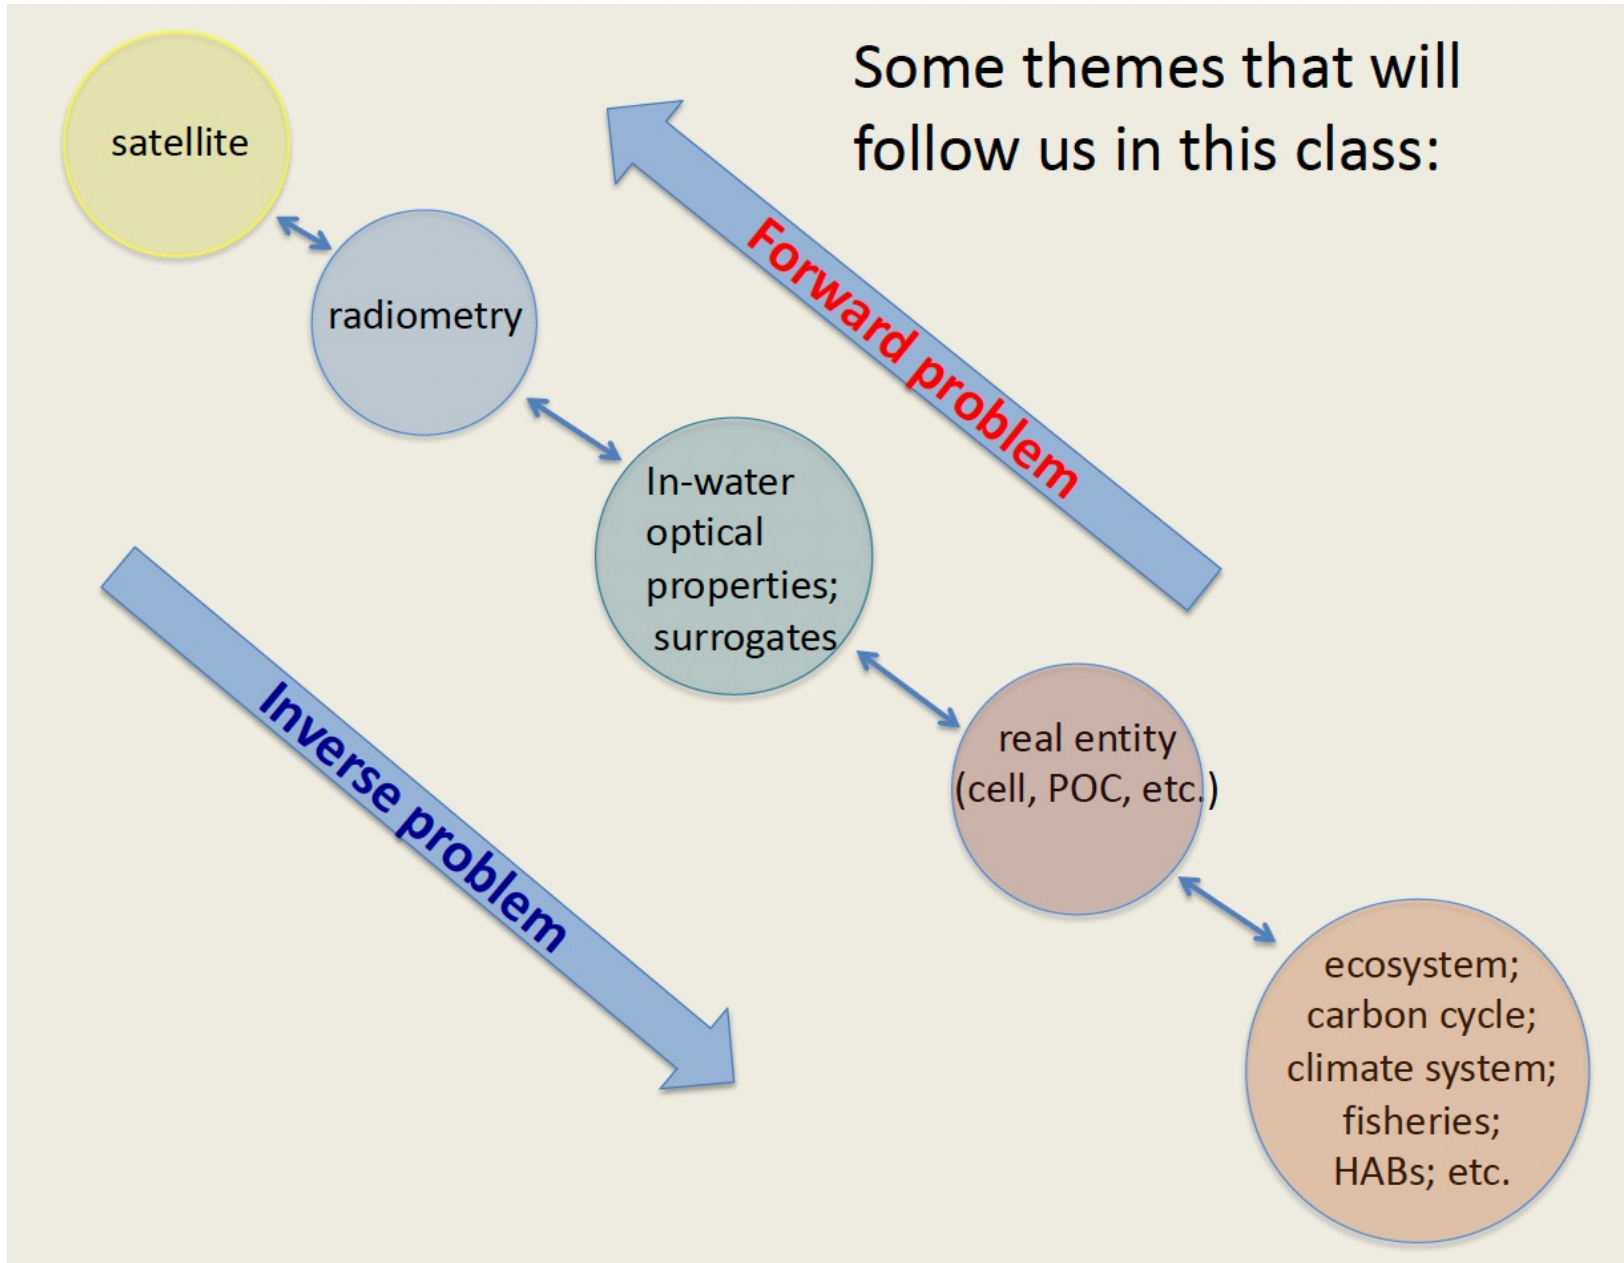 Some themes that will
follow us in this class:
satellite
radiometry
Forward problem
In-water
optical
properties;
surrogates
Inverse problem
real entity
(cell, POC, etc.)
ecosystem;
carbon cycle;
climate system;
fisheries;
HABs; etc.